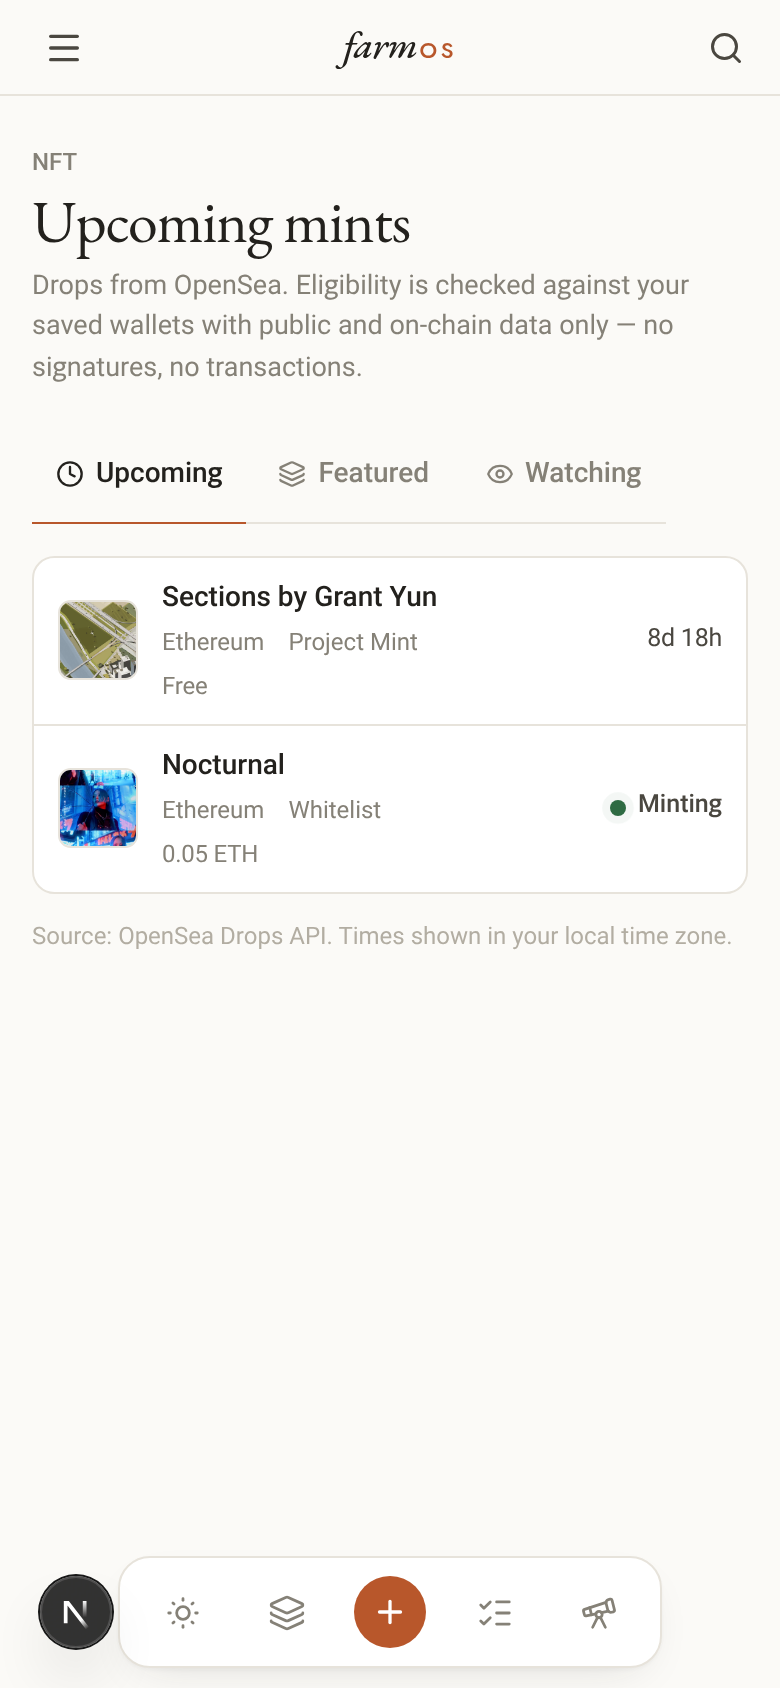 farmos
NFT
Upcoming mints
Drops from OpenSea. Eligibility is checked against your
saved wallets with public and on-chain data only — no
signatures, no transactions.
Upcoming Featured Watching
Sections by Grant Yun
Ethereum Project Mint
8d 18h
Free
Nocturnal
Ethereum Whitelist
Minting
0.05 ETH
Source: OpenSea Drops API. Times shown in your local time zone.
N